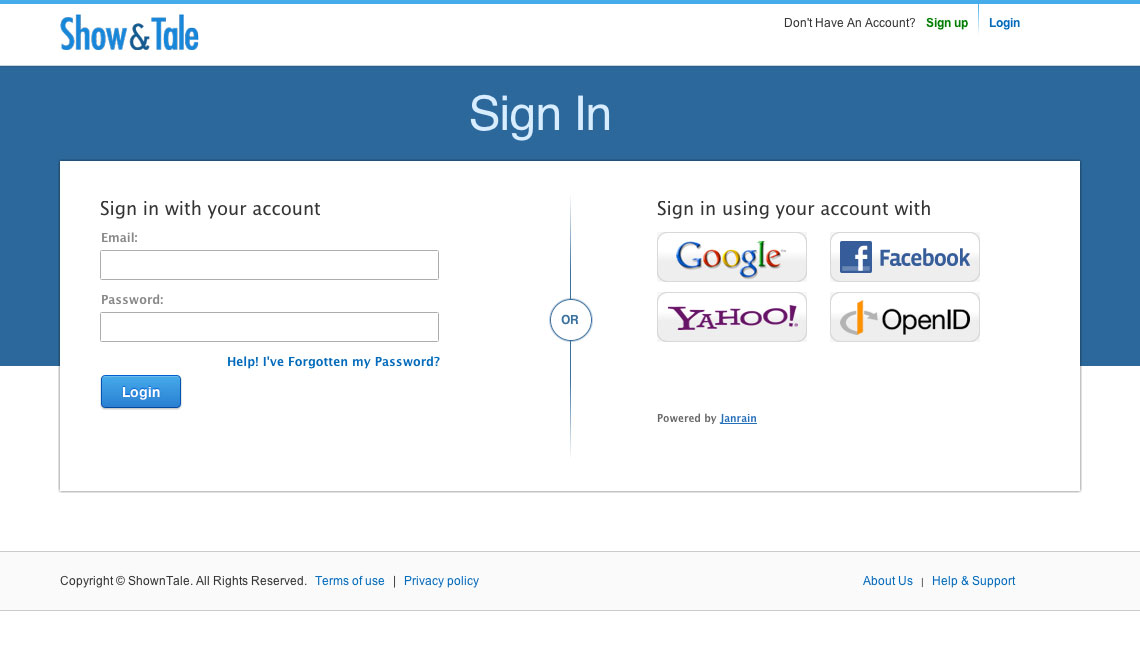 Show & Tale
Don't Have An Account? Sign up Login
Sign In
Sign in with your account
Email:
Password:
Help! I've Forgotten my Password?
Login
OR
Sign in using your account with
Google™ Facebook
YAHOO! OpenID
Powered by Janrain
Copyright © ShownTale. All Rights Reserved. Terms of use | Privacy policy
About Us | Help & Support